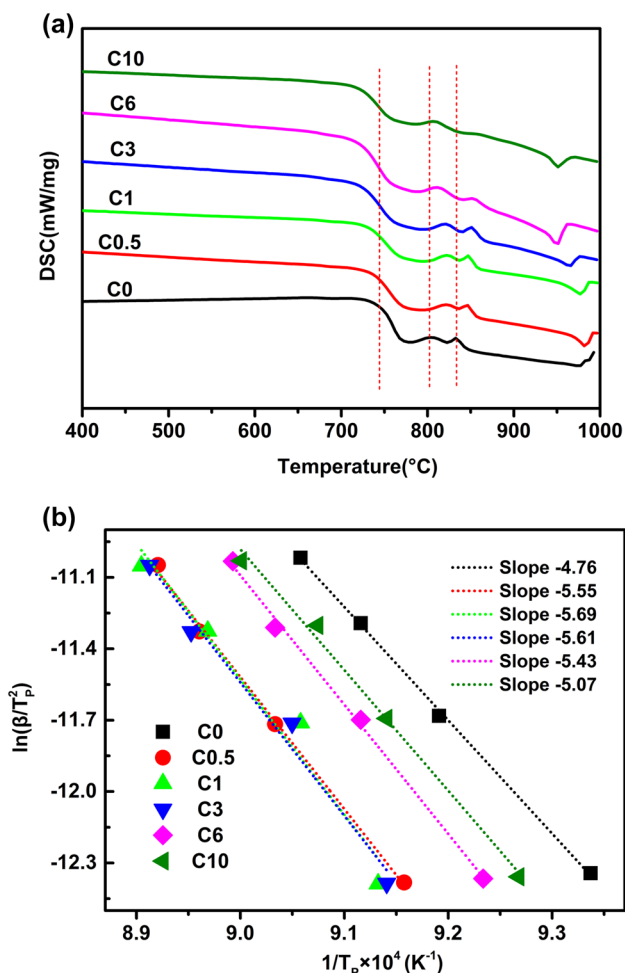 (a)
C10
C6
C3
C1
C0.5
C0
DSC(mW/mg)
400 500 600 700 800 900 1000
Temperature(°C)
(b)
-11.1
-11.4
-11.7
-12.0
-12.3
ln(β/T_P^2)
Slope -4.76
Slope -5.55
Slope -5.69
Slope -5.61
Slope -5.43
Slope -5.07
C0
C0.5
C1
C3
C6
C10
8.9 9.0 9.1 9.2 9.3
1/T_P×10^4 (K^-1)